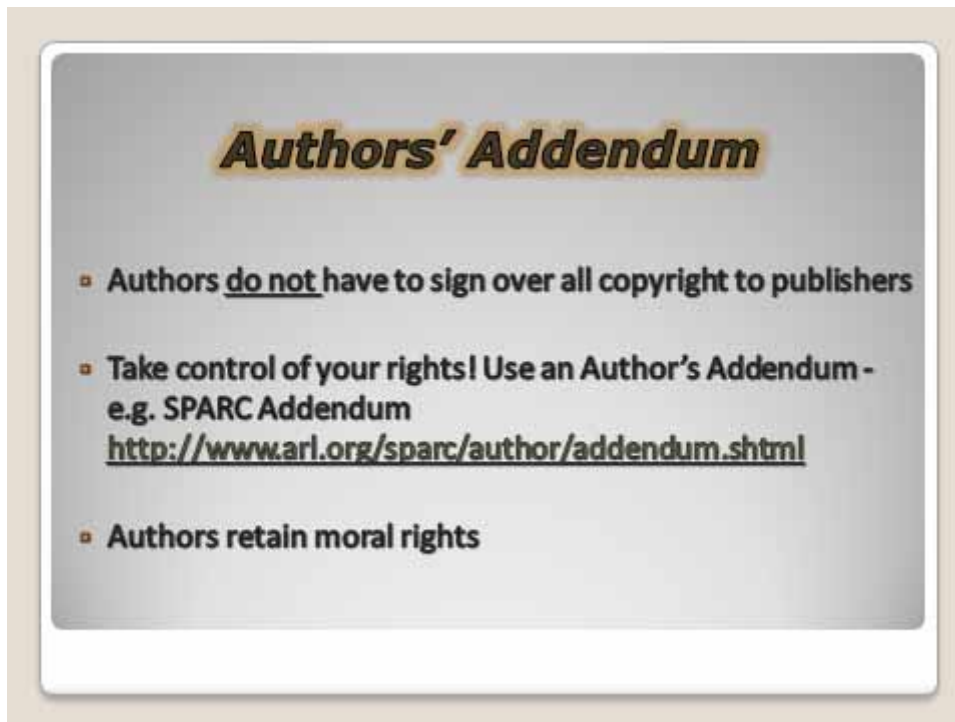 Authors’ Addendum
Authors do not have to sign over all copyright to publishers
Take control of your rights! Use an Author’s Addendum -
e.g. SPARC Addendum
http://www.arl.org/sparc/author/addendum.shtml
Authors retain moral rights